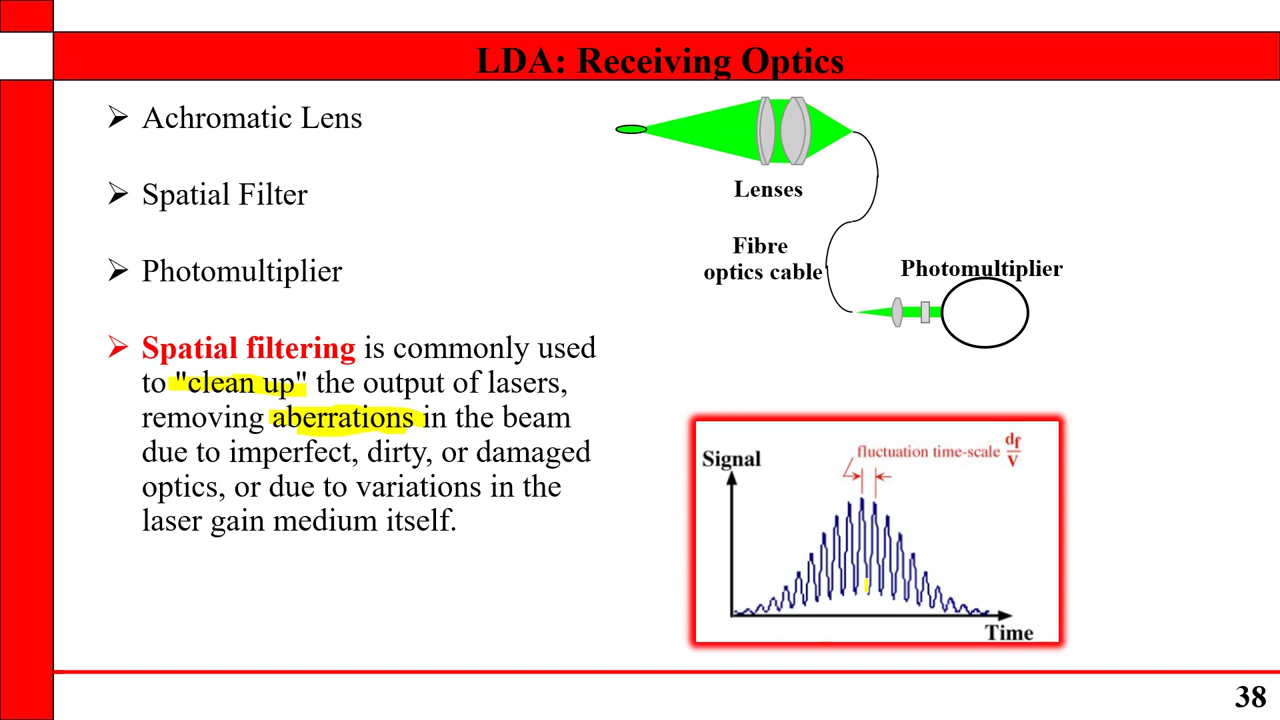 LDA: Receiving Optics
➢ Achromatic Lens
➢ Spatial Filter
➢ Photomultiplier
➢ Spatial filtering is commonly used
to "clean up" the output of lasers,
removing aberrations in the beam
due to imperfect, dirty, or damaged
optics, or due to variations in the
laser gain medium itself.
Lenses
Fibre
optics cable
Photomultiplier
Signal
fluctuation time-scale df/V
Time
38